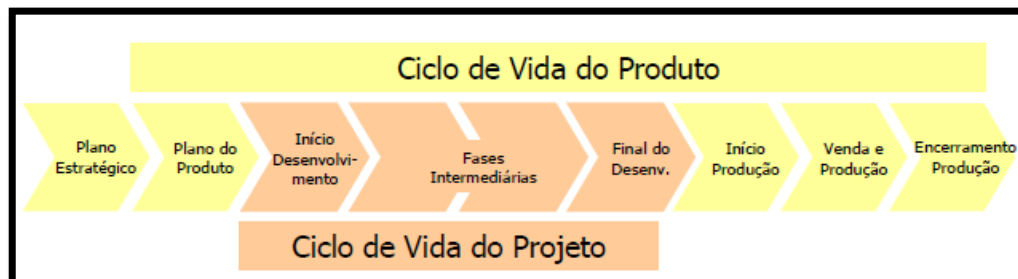 Ciclo de Vida do Produto
Plano
Estratégico
Plano do
Produto
Início
Desenvolvi-
mento
Fases
Intermediárias
Final do
Desenv.
Início
Produção
Venda e
Produção
Encerramento
Produção
Ciclo de Vida do Projeto